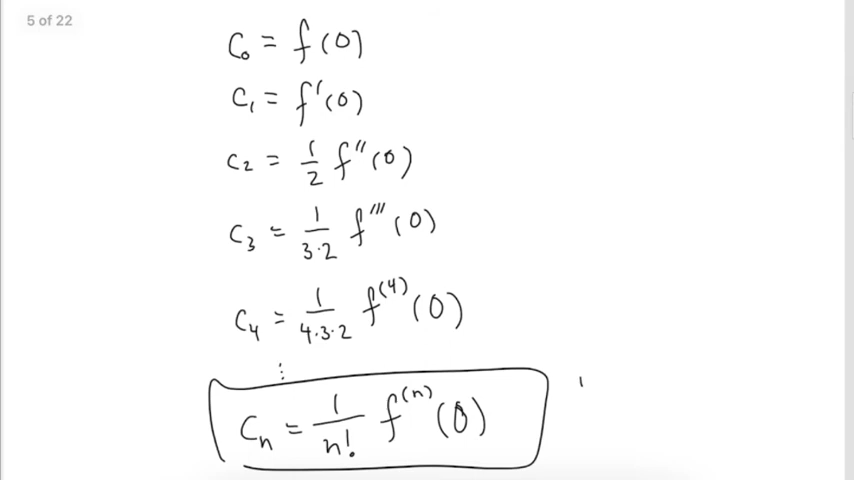 5 of 22
C₀ = f(0)
C₁ = f'(0)
C₂ = 1/2 f''(0)
C₃ = 1/3·2 f'''(0)
C₄ = 1/4·3·2 f⁽⁴⁾(0)
⋮
Cₙ = 1/n! f⁽ⁿ⁾(0)